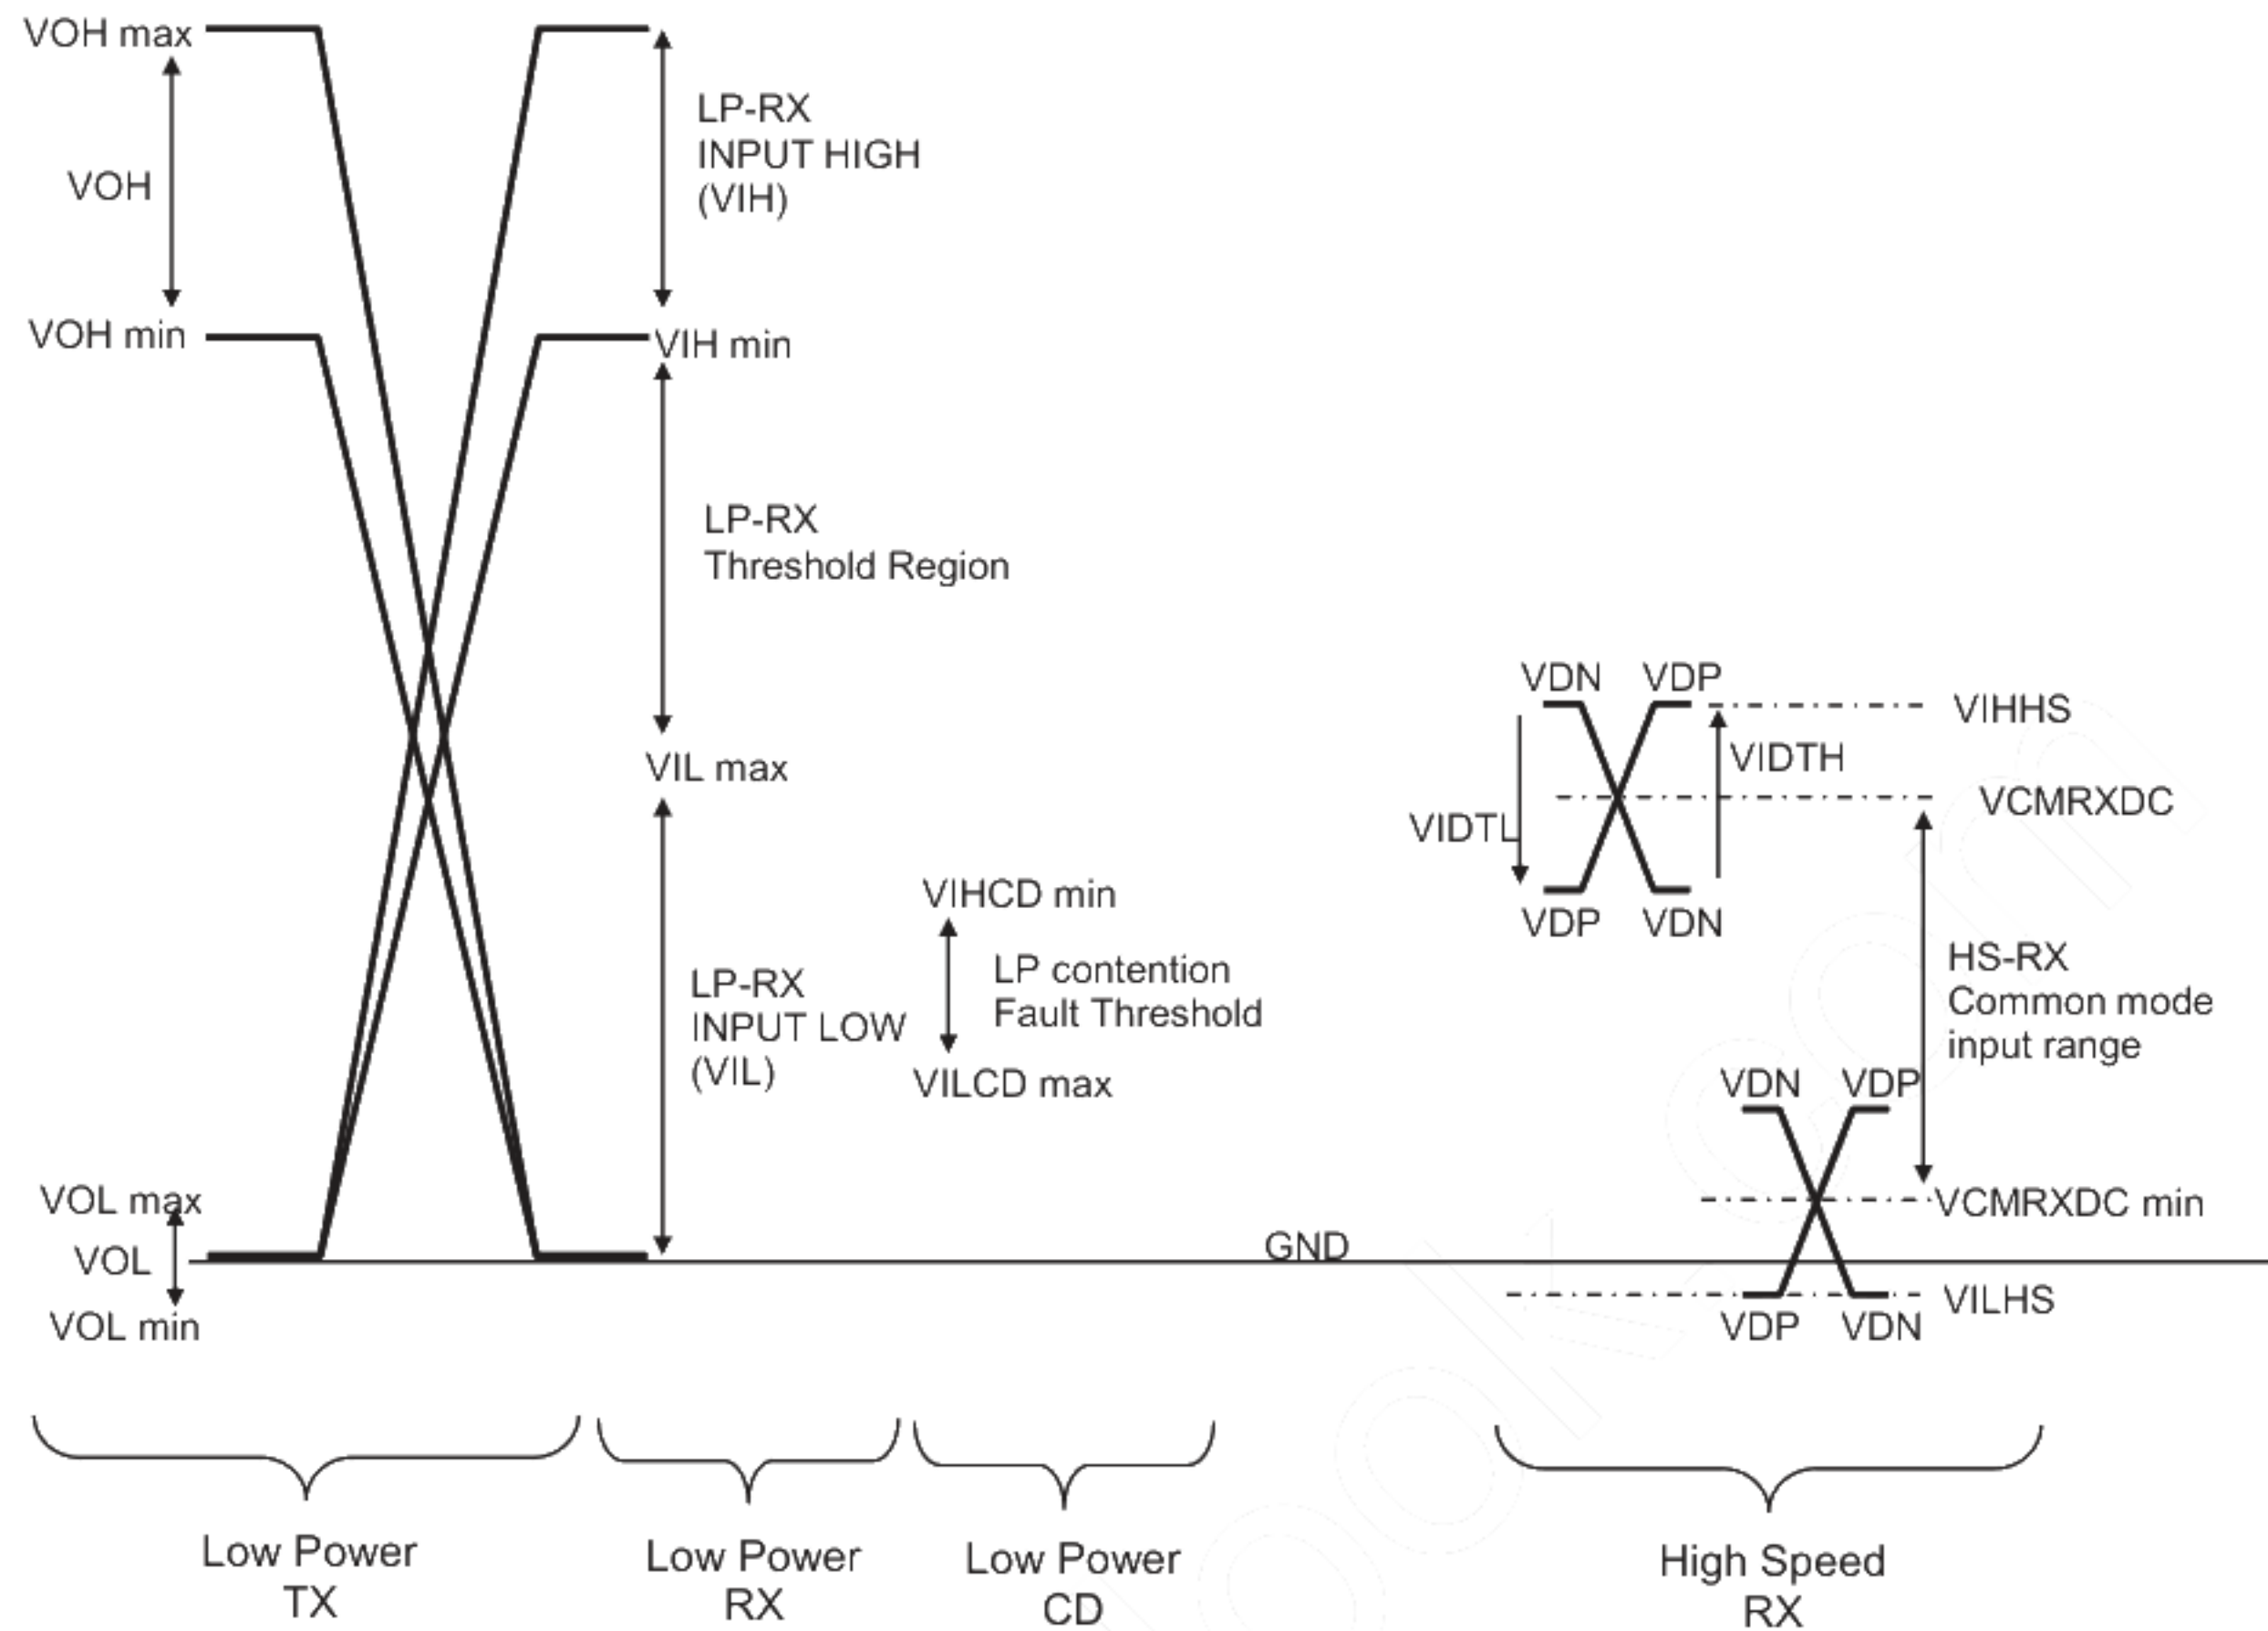 VOH max
VOH
VOH min
LP-RX
INPUT HIGH
(VIH)
VIH min
LP-RX
Threshold Region
VIL max
LP-RX
INPUT LOW
(VIL)
VIHCD min
LP contention
Fault Threshold
VILCD max
VOL max
VOL
VOL min
GND
VDN VDP
VIHHS
VIDTH
VCMRXDC
VIDTL
VDP VDN
HS-RX
Common mode
input range
VDN VDP
VCMRXDC min
VILHS
VDP VDN
Low Power
TX
Low Power
RX
Low Power
CD
High Speed
RX